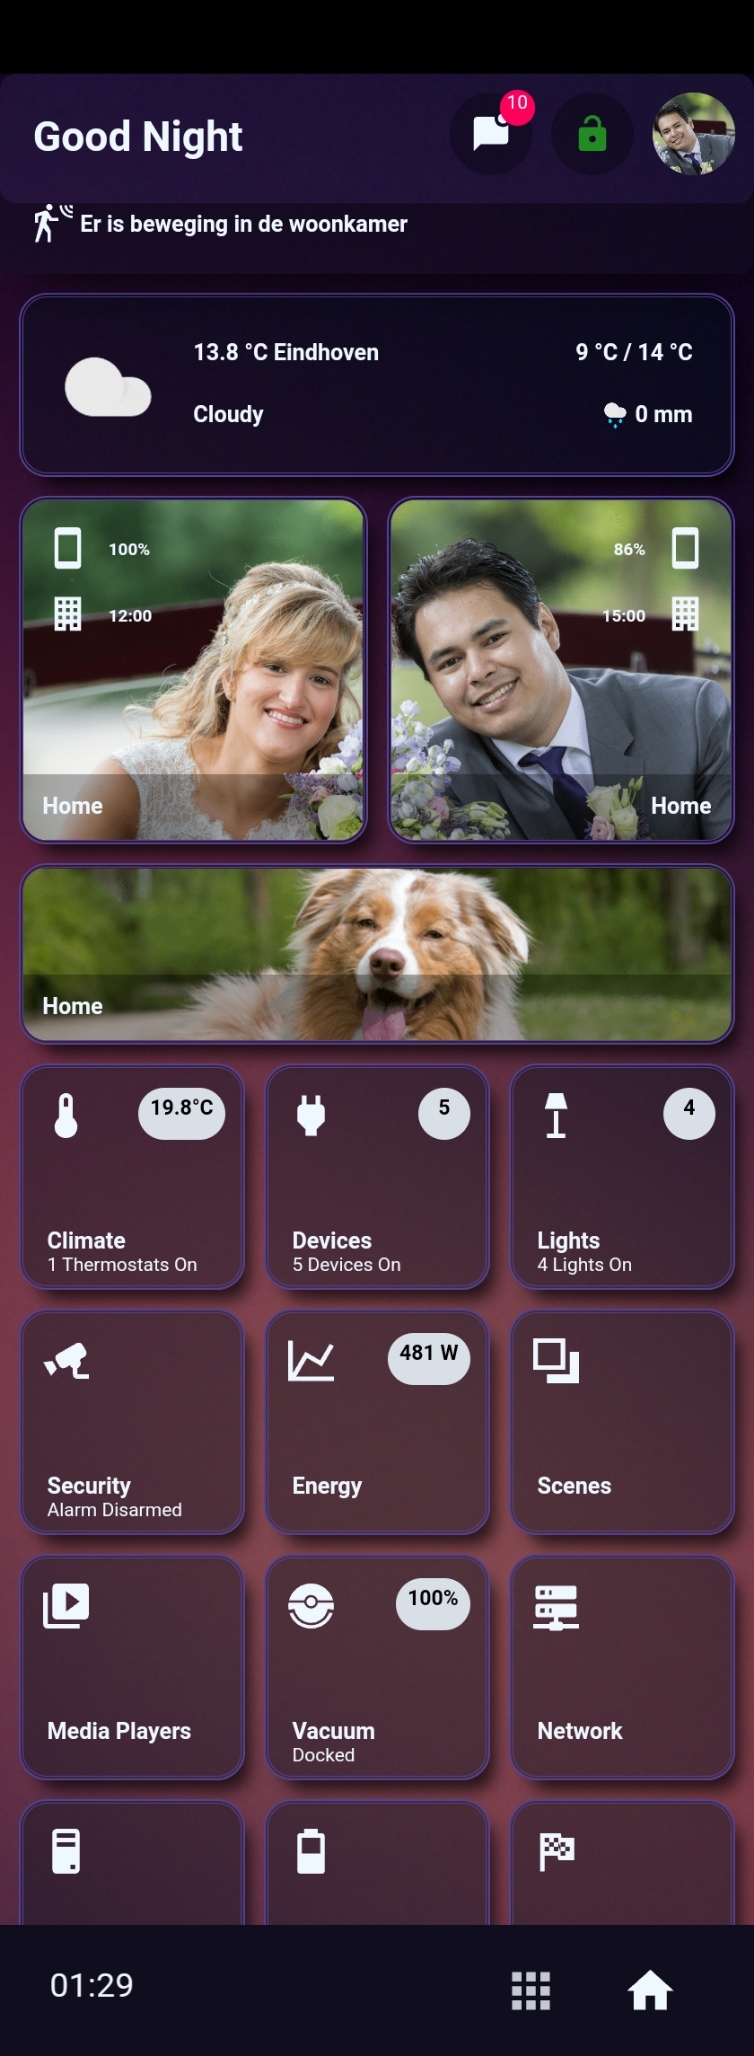 Good Night
10
Er is beweging in de woonkamer
13.8 °C Eindhoven
9 °C / 14 °C
Cloudy
0 mm
100%
12:00
Home
86%
15:00
Home
Home
19.8°C
Climate
1 Thermostats On
5
Devices
5 Devices On
4
Lights
4 Lights On
Security
Alarm Disarmed
481 W
Energy
Scenes
Media Players
100%
Vacuum
Docked
Network
01:29